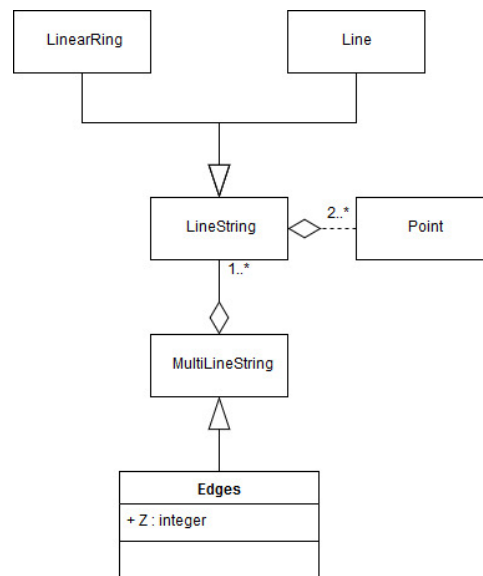 LinearRing
Line
LineString
2..*
Point
1..*
MultiLineString
Edges
+ Z : integer